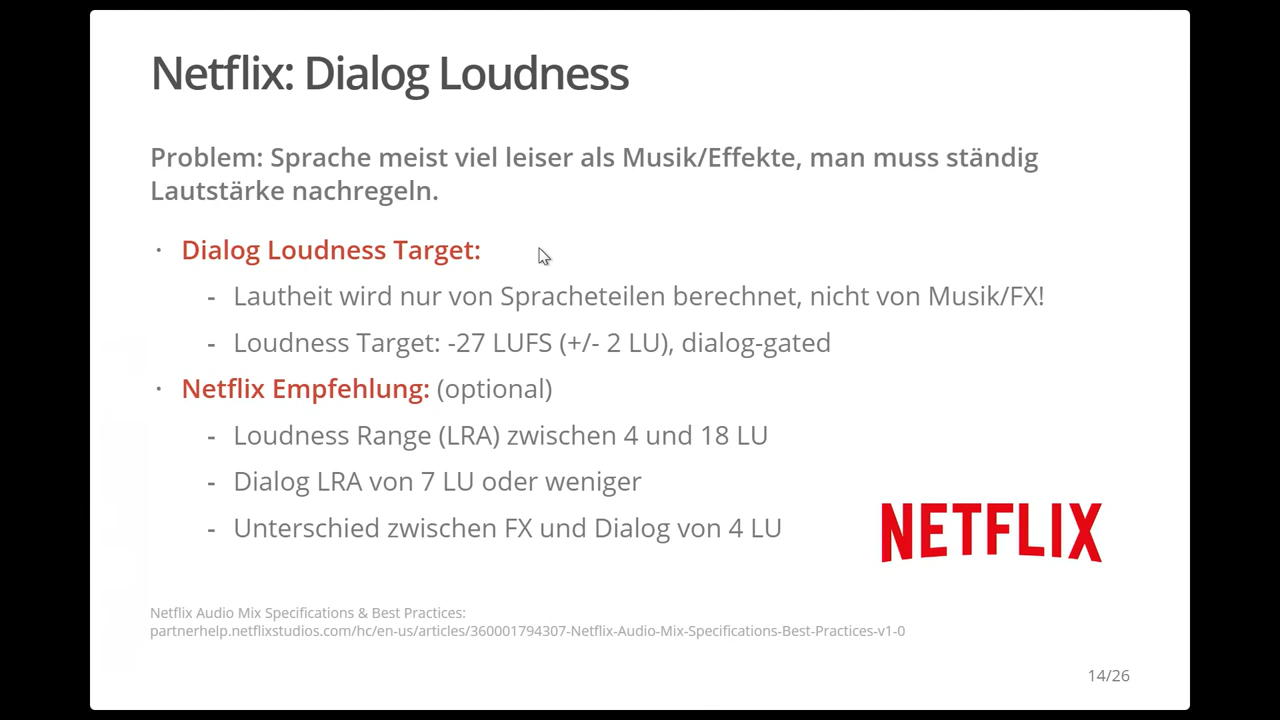 Netflix: Dialog Loudness
Problem: Sprache meist viel leiser als Musik/Effekte, man muss ständig
Lautstärke nachregeln.
· Dialog Loudness Target:
- Lautheit wird nur von Spracheteilen berechnet, nicht von Musik/FX!
- Loudness Target: -27 LUFS (+/- 2 LU), dialog-gated
· Netflix Empfehlung: (optional)
- Loudness Range (LRA) zwischen 4 und 18 LU
- Dialog LRA von 7 LU oder weniger
- Unterschied zwischen FX und Dialog von 4 LU
NETFLIX
Netflix Audio Mix Specifications & Best Practices:
partnerhelp.netflixstudios.com/hc/en-us/articles/360001794307-Netflix-Audio-Mix-Specifications-Best-Practices-v1-0
14/26